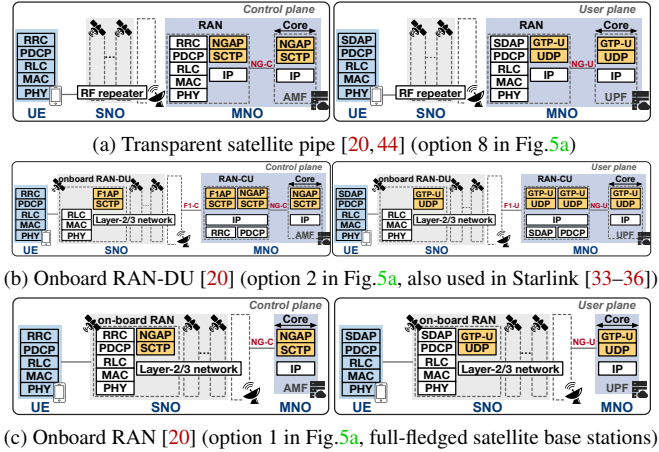 Control plane
RAN
Core
RRC
PDCP
RLC
MAC
PHY
UE
RF repeater
SNO
RRC
PDCP
RLC
MAC
PHY
NGAP
SCTP
IP
NG-C
NGAP
SCTP
IP
AMF
MNO
User plane
RAN
Core
SDAP
PDCP
RLC
MAC
PHY
UE
RF repeater
SNO
SDAP
PDCP
RLC
MAC
PHY
GTP-U
UDP
IP
NG-U
GTP-U
UDP
IP
UPF
MNO
(a) Transparent satellite pipe [20, 44] (option 8 in Fig.5a)
Control plane
onboard RAN-DU
RAN-CU
Core
RRC
PDCP
RLC
MAC
PHY
UE
F1AP
SCTP
RLC
MAC
PHY
Layer-2/3 network
SNO
F1-C
F1AP
SCTP
NGAP
SCTP
IP
RRC
PDCP
NG-C
NGAP
SCTP
IP
AMF
MNO
User plane
onboard RAN-DU
RAN-CU
Core
SDAP
PDCP
RLC
MAC
PHY
UE
GTP-U
UDP
RLC
MAC
PHY
Layer-2/3 network
SNO
F1-U
GTP-U
UDP
GTP-U
UDP
IP
SDAP
PDCP
NG-U
GTP-U
UDP
IP
UPF
MNO
(b) Onboard RAN-DU [20] (option 2 in Fig.5a, also used in Starlink [33–36])
Control plane
on-board RAN
Core
RRC
PDCP
RLC
MAC
PHY
UE
RRC
PDCP
RLC
MAC
PHY
NGAP
SCTP
Layer-2/3 network
SNO
NG-C
NGAP
SCTP
IP
AMF
MNO
User plane
on-board RAN
Core
SDAP
PDCP
RLC
MAC
PHY
UE
SDAP
PDCP
RLC
MAC
PHY
GTP-U
UDP
Layer-2/3 network
SNO
NG-U
GTP-U
UDP
IP
UPF
MNO
(c) Onboard RAN [20] (option 1 in Fig.5a, full-fledged satellite base stations)